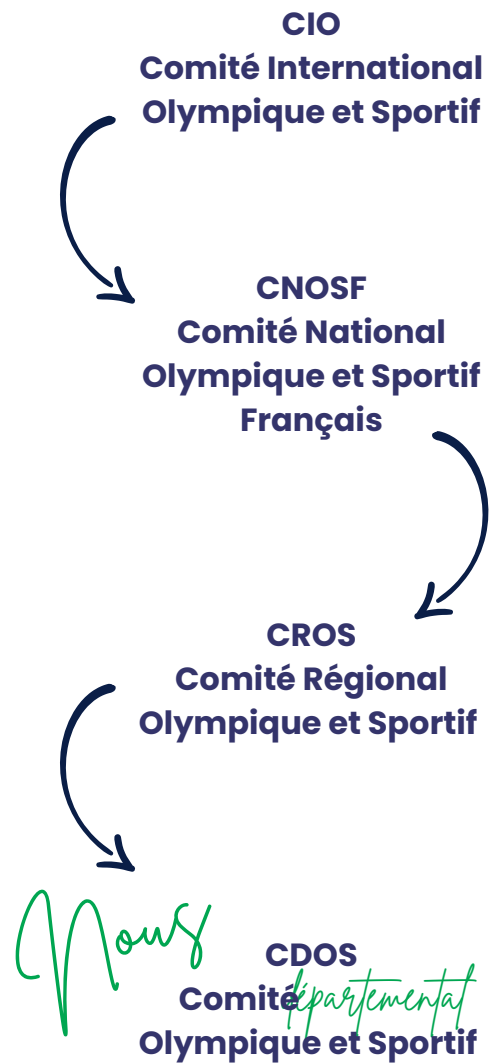 CIO
Comité International
Olympique et Sportif
CNOSF
Comité National
Olympique et Sportif
Français
CROS
Comité Régional
Olympique et Sportif
Nous
CDOS
Comité départemental
Olympique et Sportif